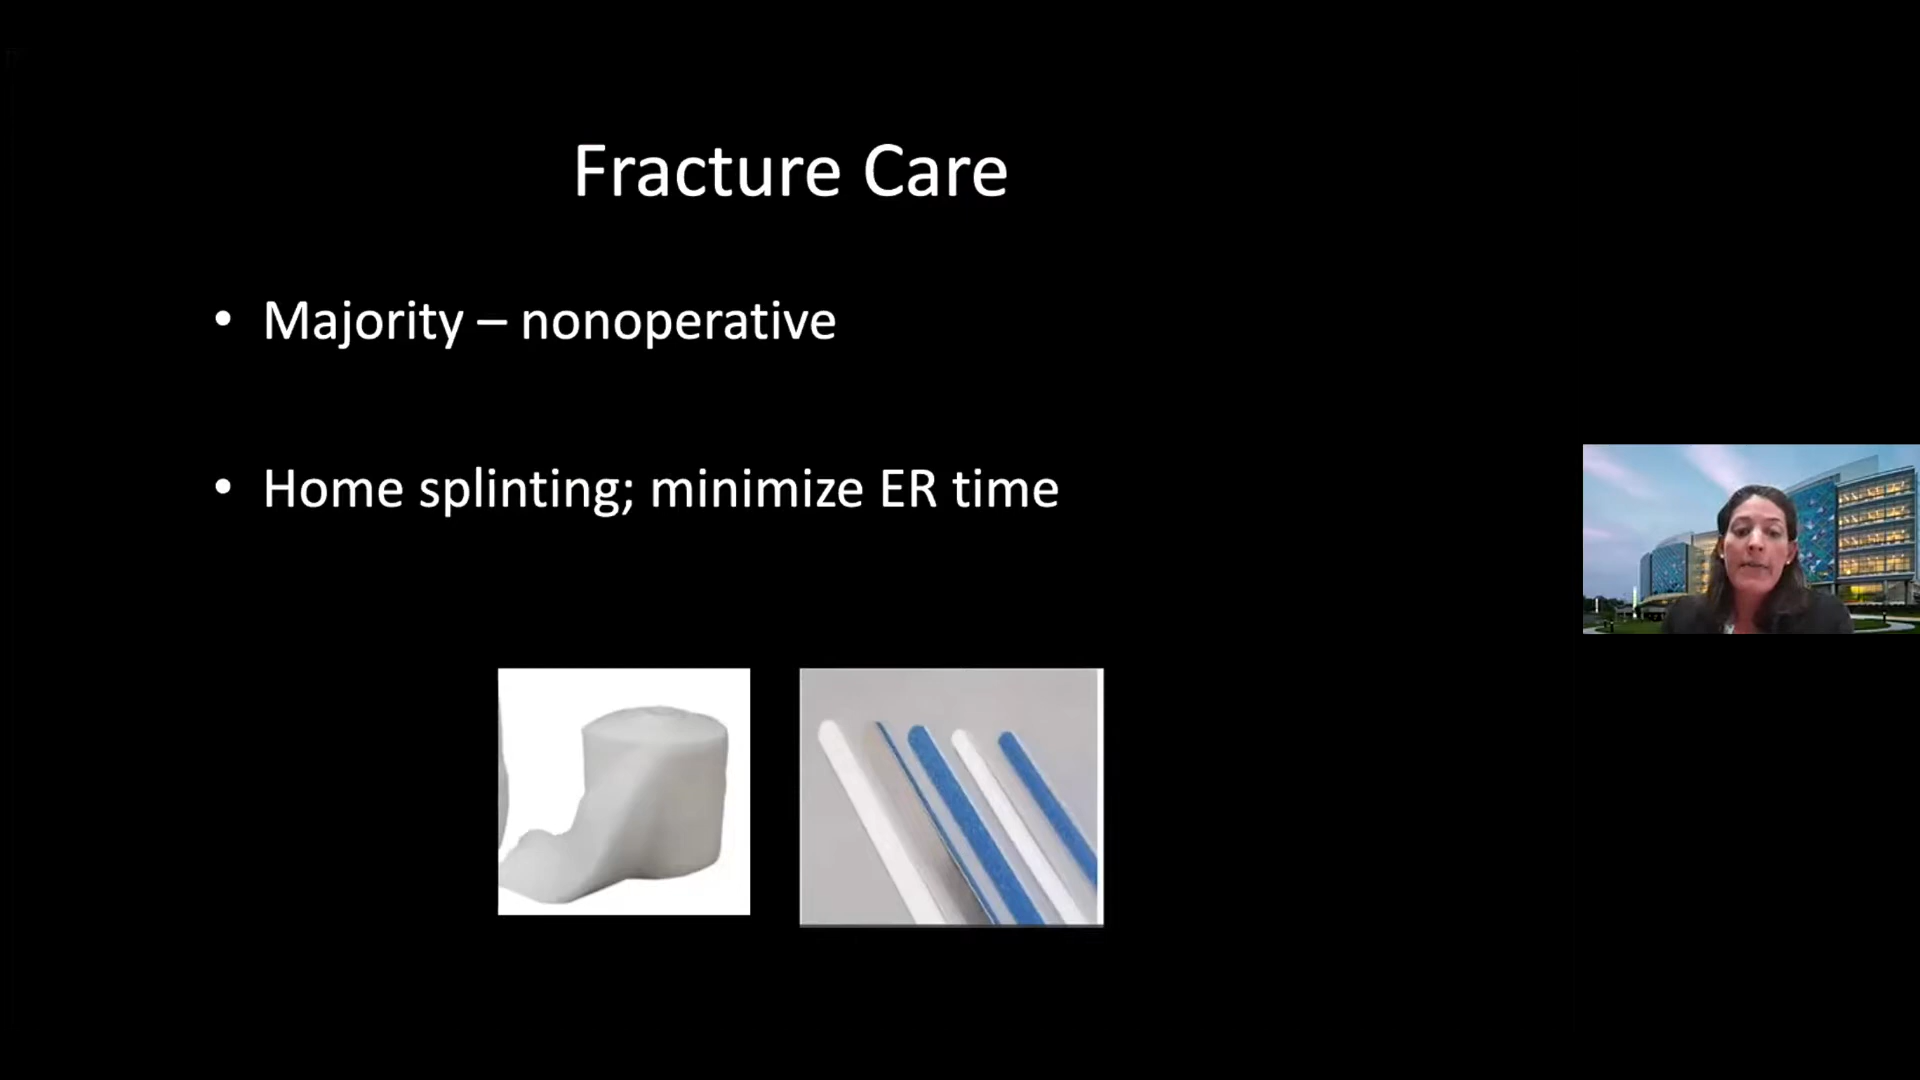 Fracture Care
• Majority – nonoperative
• Home splinting; minimize ER time